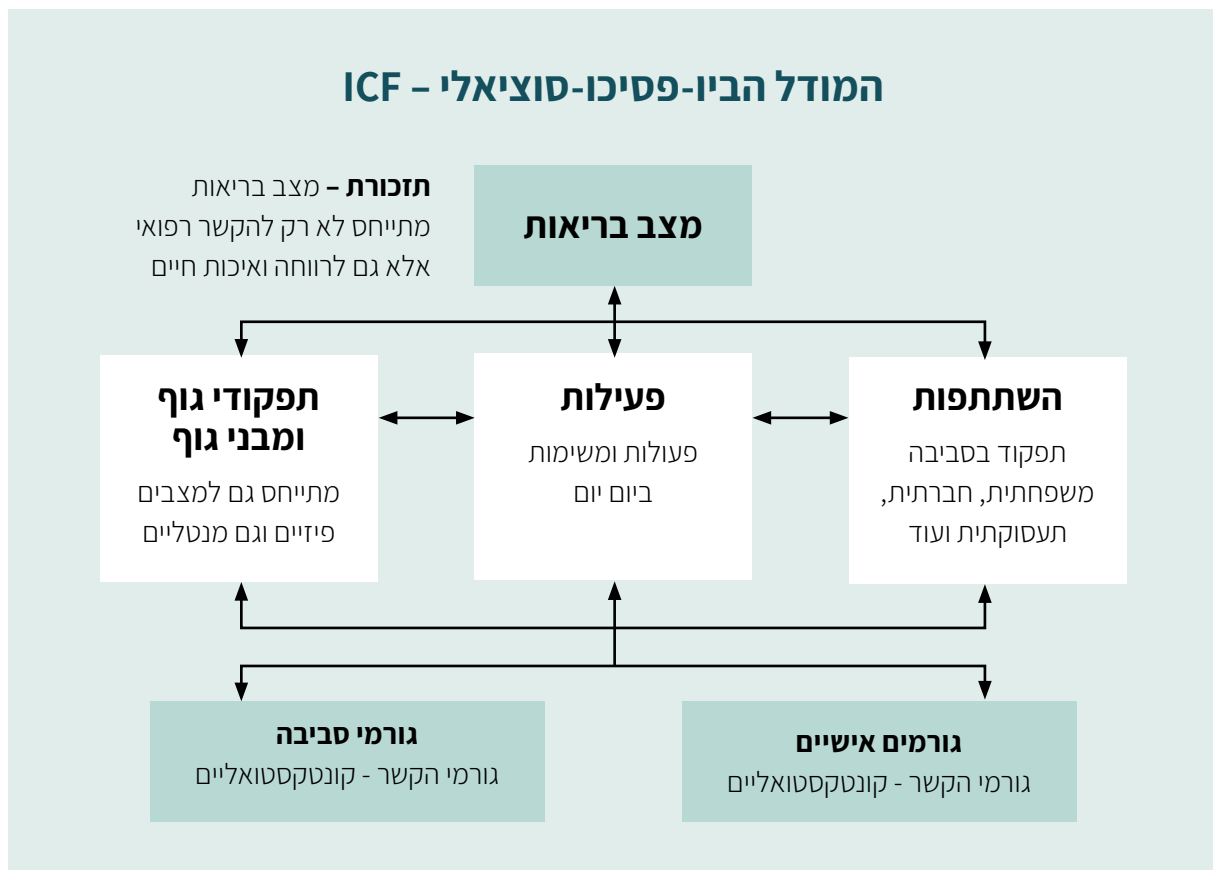 המודל הביו-פסיכו-סוציאלי – ICF
מצב בריאות
תזכורת – מצב בריאות
מתייחס לא רק להקשר רפואי
אלא גם לרווחה ואיכות חיים
השתתפות
תפקוד בסביבה
משפחתית, חברתית,
תעסוקתית ועוד
פעילות
פעולות ומשימות
ביום יום
תפקודי גוף
ומבני גוף
מתייחס גם למצבים
פיזיים וגם מנטליים
גורמים אישיים
גורמי הקשר - קונטקסטואליים
גורמי סביבה
גורמי הקשר - קונטקסטואליים